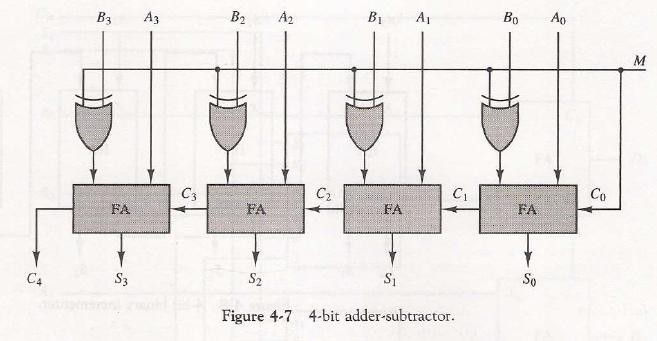 B3 A3 B2 A2 B1 A1 B0 A0
M
C3 C2 C1 C0
FA FA FA FA
C4 S3 S2 S1 S0
Figure 4-7 4-bit adder-subtractor.